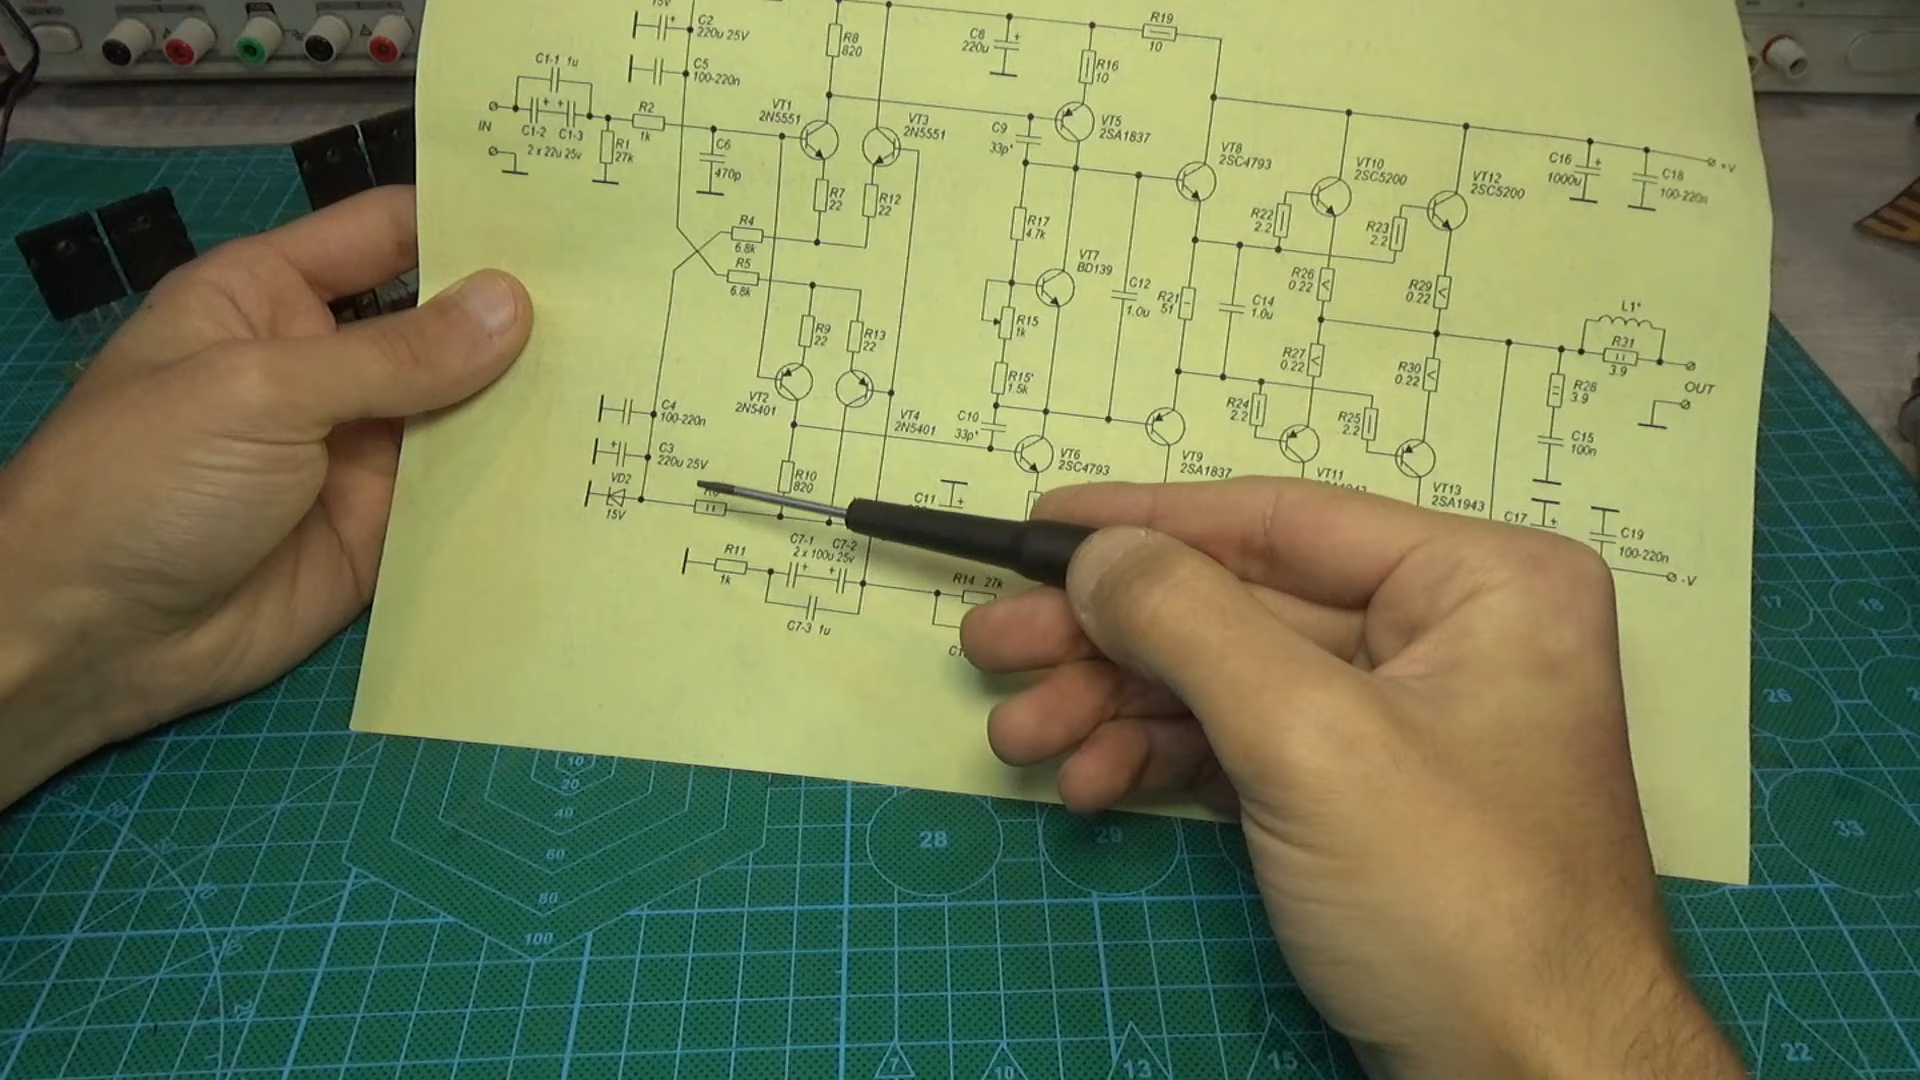 15V
C2
220u 25V
C5
100-220n
C1-1 1u
IN
C1-2 C1-3
2 x 22u 25v
R1
27k
R2
1k
C6
470p
R8
820
VT1
2N5551
VT3
2N5551
R7
22
R12
22
R4
6.8k
R5
6.8k
R9
22
R13
22
VT2
2N5401
VT4
2N5401
C4
100-220n
C3
220u 25V
VD2
15V
R10
820
R11
1k
C7-1 C7-2
2 x 100u 25v
C7-3 1u
R14 27k
C11
C8
220u
R16
10
R19
10
C9
33p*
VT5
2SA1837
R17
4.7k
VT7
BD139
R15
1k
R15'
1.5k
C10
33p*
VT6
2SC4793
C12
1.0u
VT8
2SC4793
R21
51
C14
1.0u
VT9
2SA1837
R22
2.2
VT10
2SC5200
R23
2.2
VT12
2SC5200
R26
0.22
R29
0.22
R27
0.22
R30
0.22
R24
2.2
R25
2.2
VT11
VT13
2SA1943
C16
1000u
C18
100-220n
+V
L1*
R31
3.9
OUT
R28
3.9
C15
100n
C17
C19
100-220n
-V
10
20
40
60
80
100
28
29
33
26
17
18
7
10
13
15
22